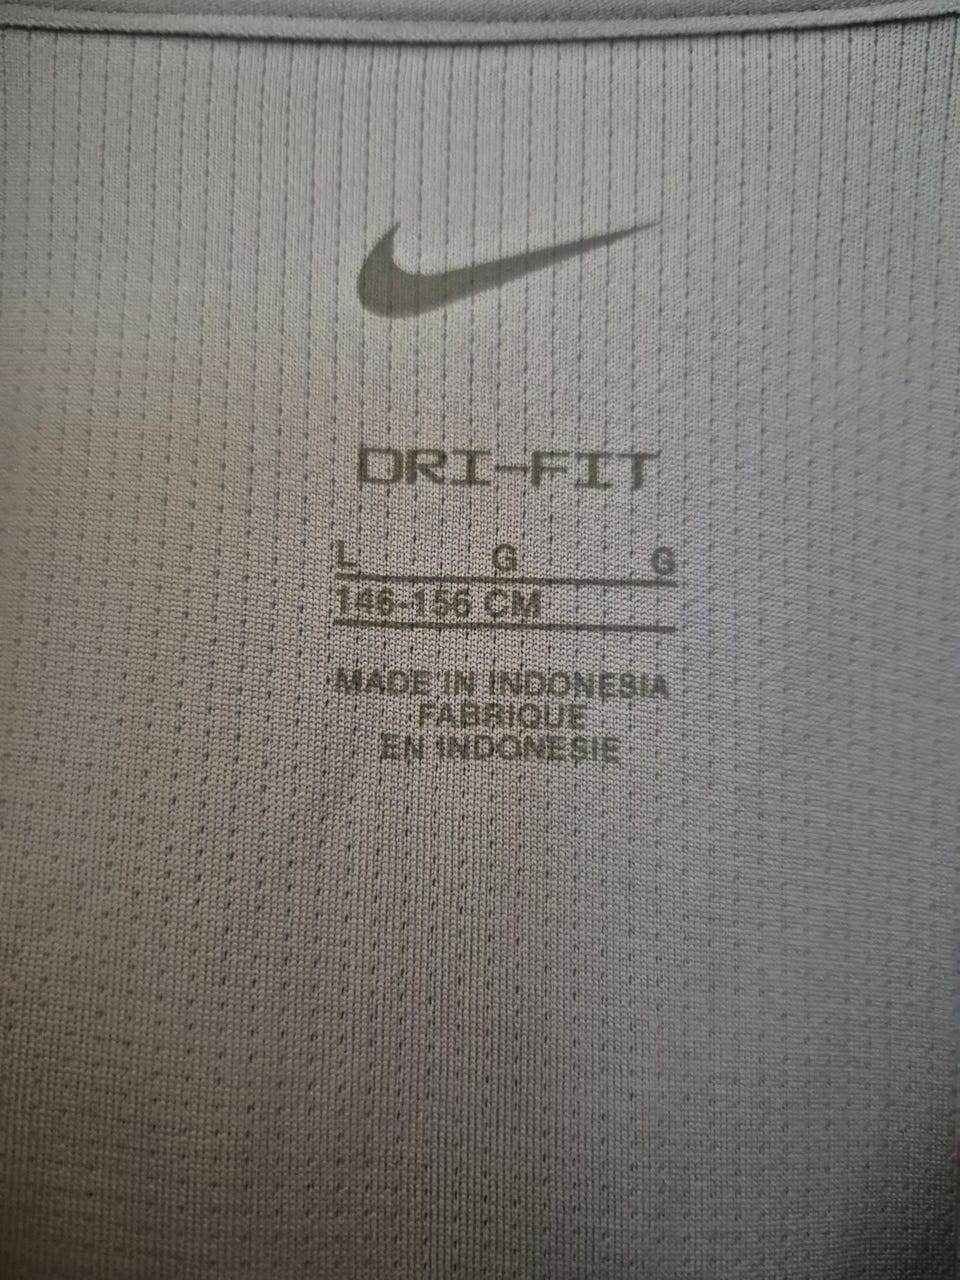 DRI-FIT
L G G
146-156 CM
MADE IN INDONESIA
FABRIQUE
EN INDONESIE